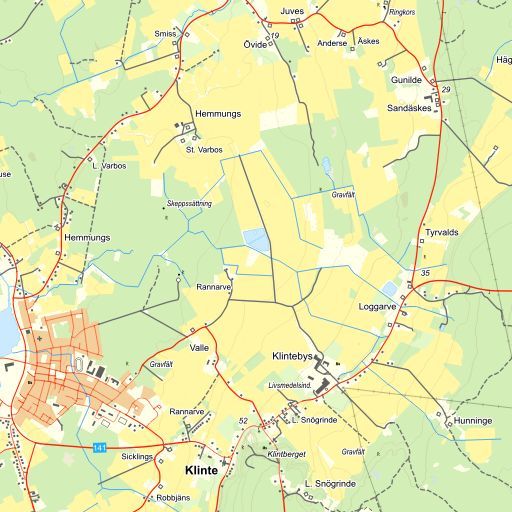 Juves
Ringkors
Smiss
19
Övide
Anderse
Äskes
Häg
Gunilde
29
Sandäskes
Hemmungs
St. Varbos
L. Varbos
use
Gravfält
Skeppssättning
Tyrvalds
Hemmungs
35
Rannarve
Loggarve
Valle
Klintebys
Gravfält
Livsmedelsind.
Rannarve
52
L. Snögrinde
Hunninge
141
Sicklings
Klinte
Klintberget
Gravfält
Robbjäns
L. Snögrinde